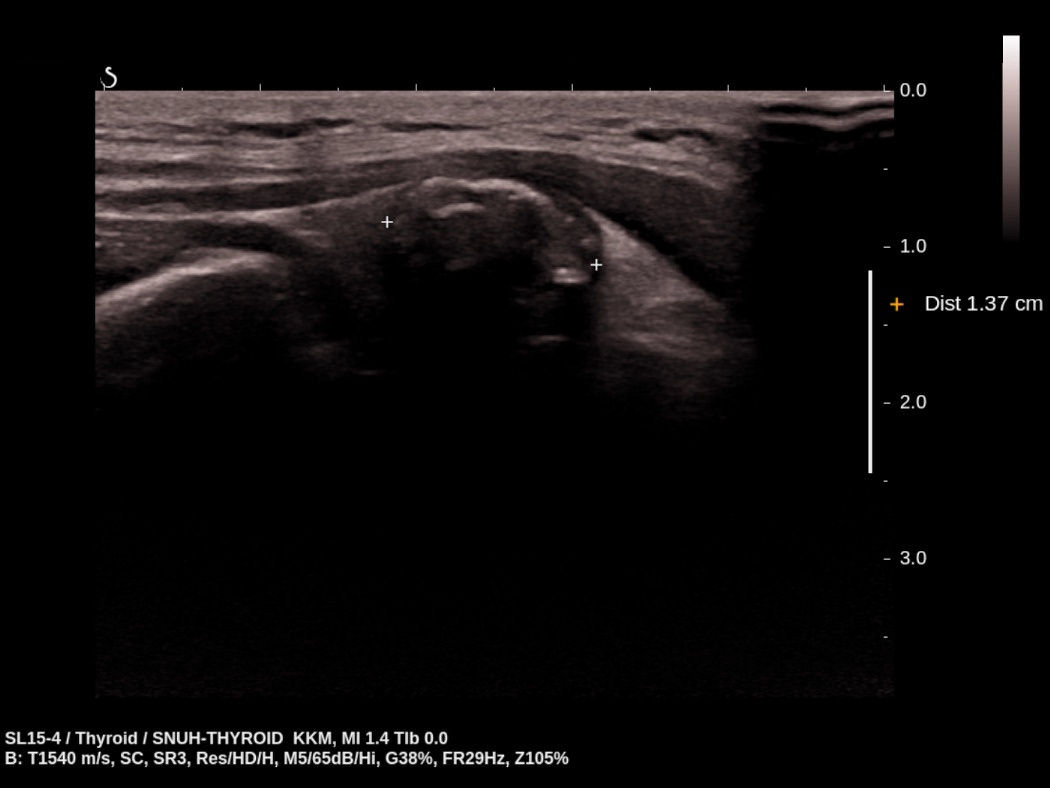 0.0
1.0
+ Dist 1.37 cm
2.0
3.0
SL15-4 / Thyroid / SNUH-THYROID KKM, MI 1.4 TIb 0.0
B: T1540 m/s, SC, SR3, Res/HD/H, M5/65dB/Hi, G38%, FR29Hz, Z105%